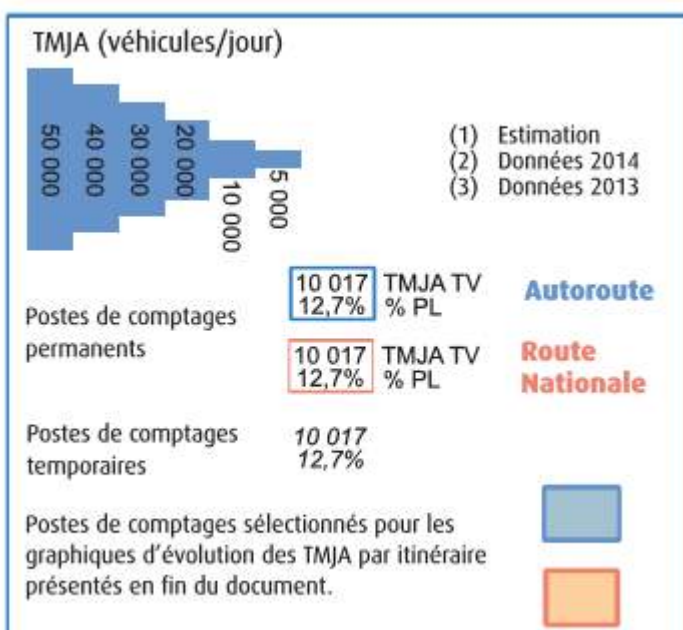 TMJA (véhicules/jour)
50 000
40 000
30 000
20 000
10 000
5 000
(1) Estimation
(2) Données 2014
(3) Données 2013
Postes de comptages
permanents
10 017 TMJA TV
12,7% % PL
Autoroute
10 017 TMJA TV
12,7% % PL
Route
Nationale
Postes de comptages
temporaires
10 017
12,7%
Postes de comptages sélectionnés pour les
graphiques d’évolution des TMJA par itinéraire
présentés en fin du document.